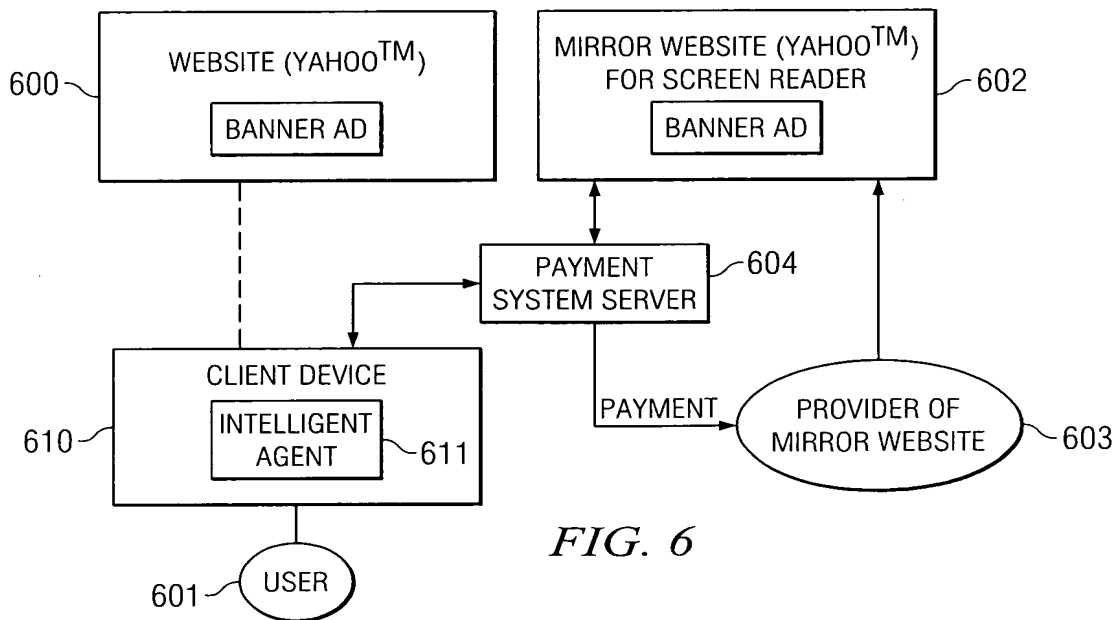 WEBSITE (YAHOO™)
BANNER AD
600
MIRROR WEBSITE (YAHOO™)
FOR SCREEN READER
BANNER AD
602
PAYMENT
SYSTEM SERVER
604
CLIENT DEVICE
INTELLIGENT
AGENT
611
610
PAYMENT
PROVIDER OF
MIRROR WEBSITE
603
USER
601
FIG. 6